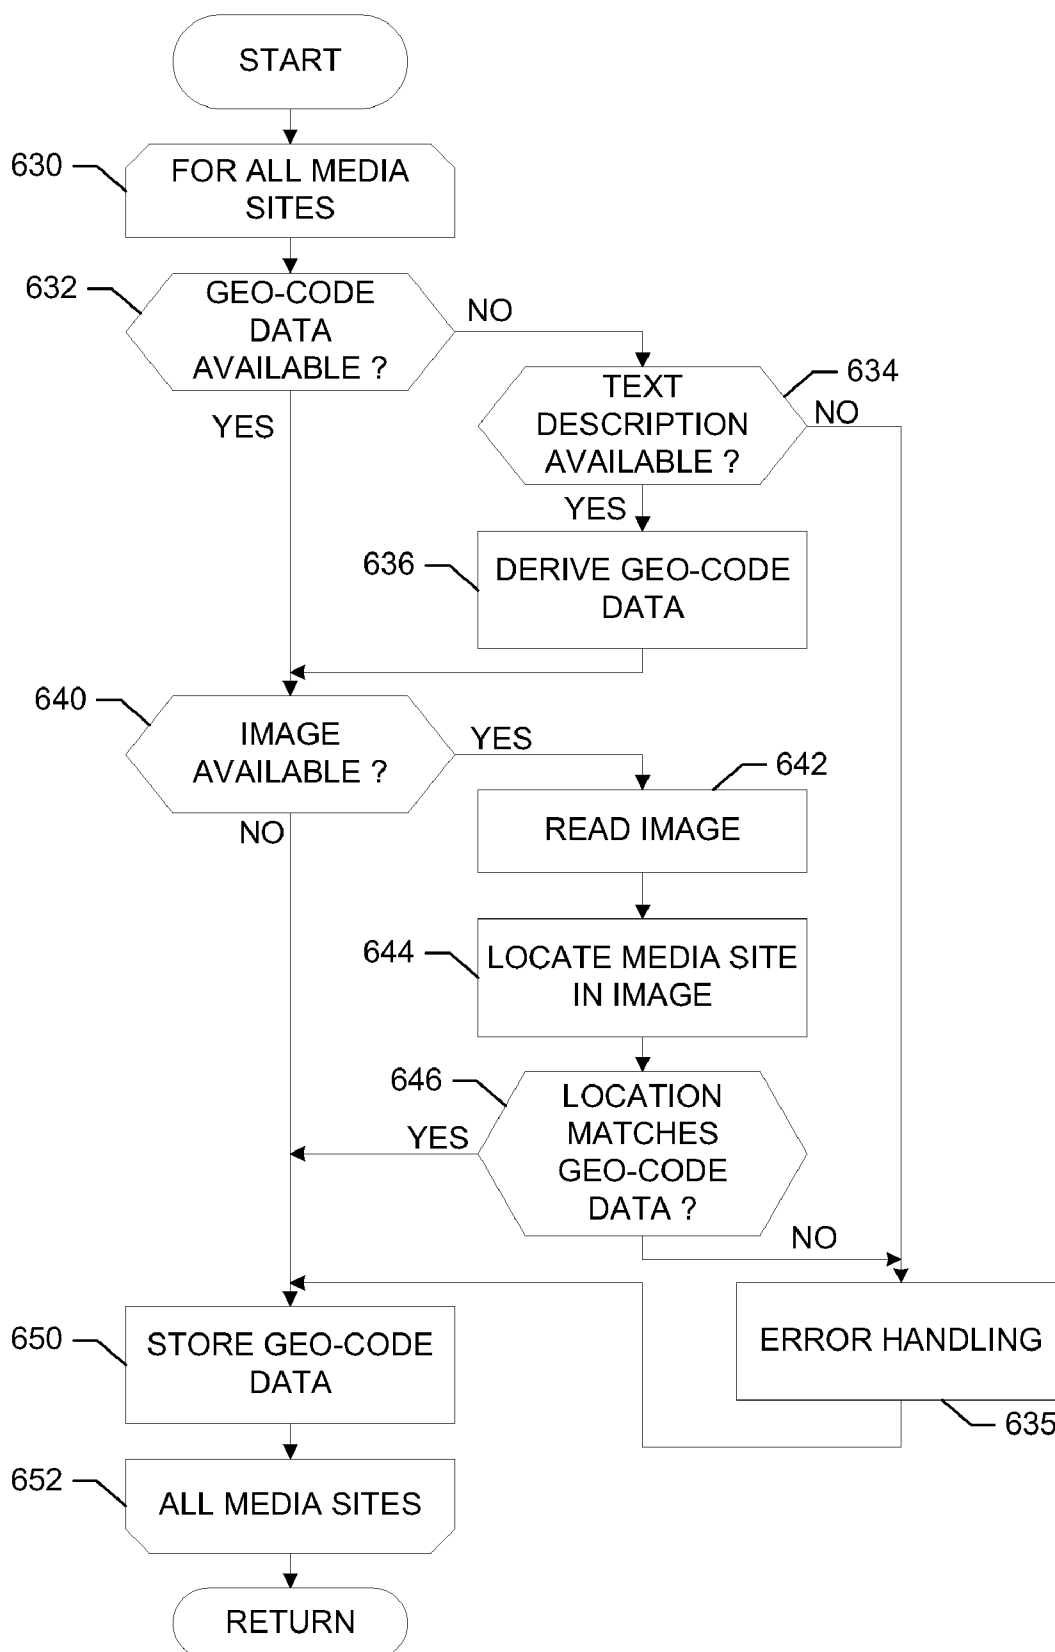 START
630
FOR ALL MEDIA
SITES
632
GEO-CODE
DATA
AVAILABLE ?
NO
YES
634
TEXT
DESCRIPTION
AVAILABLE ?
NO
YES
636
DERIVE GEO-CODE
DATA
640
IMAGE
AVAILABLE ?
YES
NO
642
READ IMAGE
644
LOCATE MEDIA SITE
IN IMAGE
646
LOCATION
MATCHES
GEO-CODE
DATA ?
YES
NO
ERROR HANDLING
635
650
STORE GEO-CODE
DATA
652
ALL MEDIA SITES
RETURN